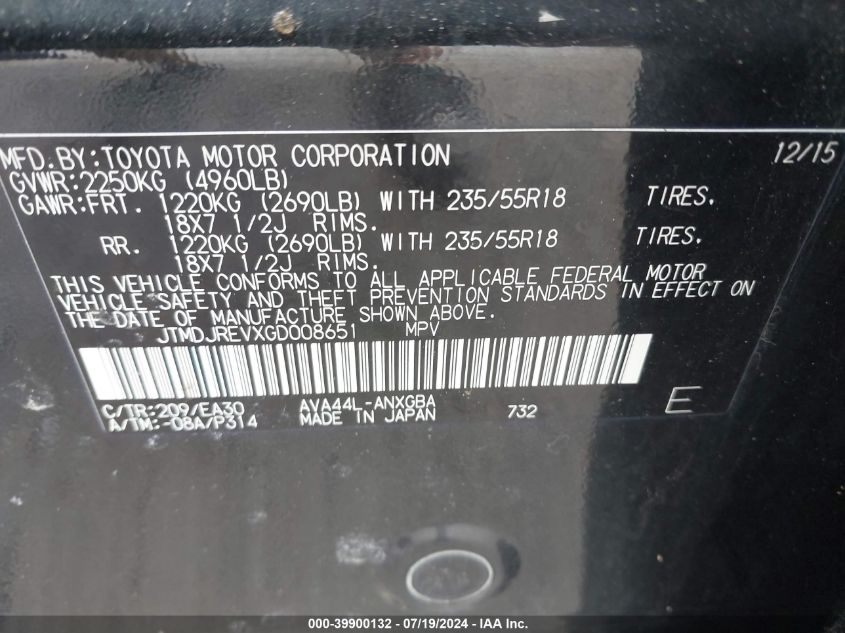 MFD.BY:TOYOTA MOTOR CORPORATION 12/15
GVWR:2250KG (4960LB)
GAWR:FRT. 1220KG (2690LB) WITH 235/55R18 TIRES.
18X7 1/2J RIMS.
RR. 1220KG (2690LB) WITH 235/55R18 TIRES.
18X7 1/2J RIMS.
THIS VEHICLE CONFORMS TO ALL APPLICABLE FEDERAL MOTOR
VEHICLE SAFETY AND THEFT PREVENTION STANDARDS IN EFFECT ON
THE DATE OF MANUFACTURE SHOWN ABOVE.
JTMDJREVXGD008651 MPV
C/TR:209/EA30 AVA44L-ANXGBA
A/TM:-08A/P314 MADE IN JAPAN 732 E
000-39900132 - 07/19/2024 - IAA Inc.